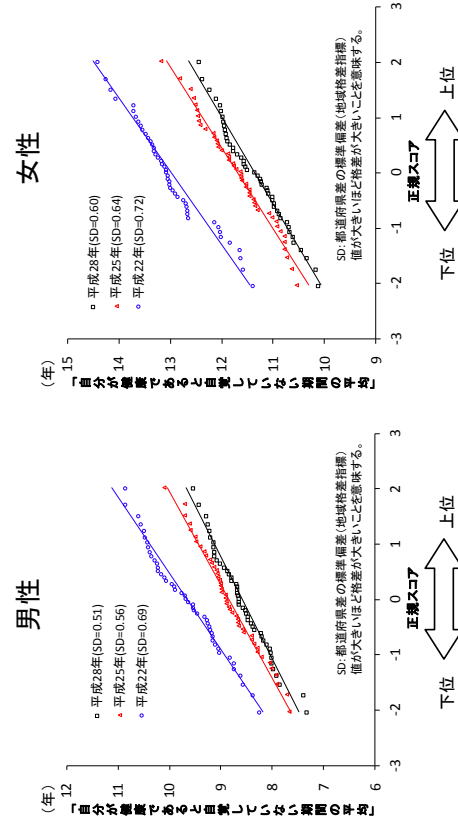 男性
(年)
「自分が健康であると自覚していない期間の平均」
12
11
10
9
8
7
6
平成28年(SD=0.51)
平成25年(SD=0.56)
平成22年(SD=0.69)
SD:都道府県差の標準偏差(地域格差指標)
値が大きいほど格差が大きいことを意味する。
-3
-2
-1
0
1
2
3
正規スコア
下位
上位
女性
(年)
「自分が健康であると自覚していない期間の平均」
15
14
13
12
11
10
9
平成28年(SD=0.60)
平成25年(SD=0.64)
平成22年(SD=0.72)
SD:都道府県差の標準偏差(地域格差指標)
値が大きいほど格差が大きいことを意味する。
-3
-2
-1
0
1
2
3
正規スコア
下位
上位